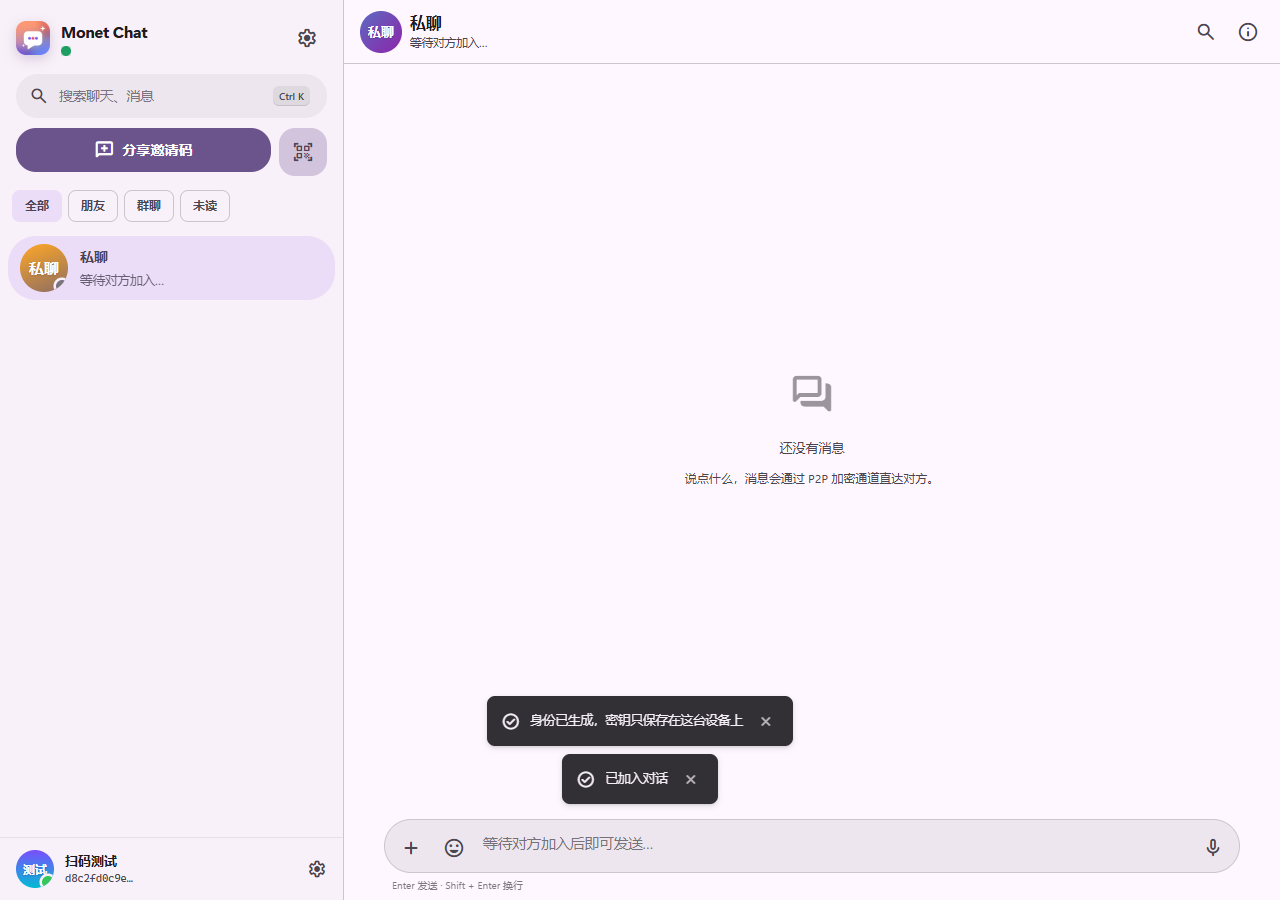 Monet Chat
搜索聊天、消息
Ctrl K
分享邀请码
全部
朋友
群聊
未读
私聊
私聊
等待对方加入...
测试
扫码测试
d8c2fd0c9e…
私聊
私聊
等待对方加入...
还没有消息
说点什么，消息会通过 P2P 加密通道直达对方。
身份已生成，密钥只保存在这台设备上
已加入对话
等待对方加入后即可发送...
Enter 发送 · Shift + Enter 换行